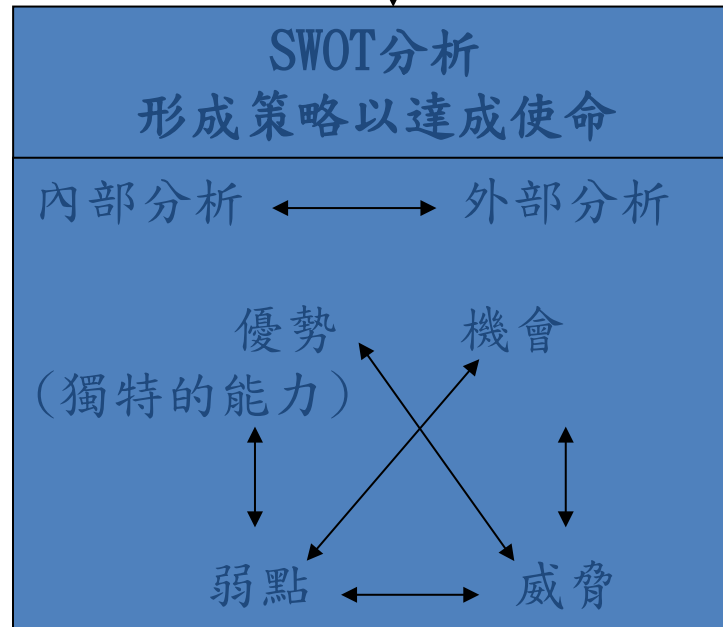 SWOT分析
形成策略以達成使命
內部分析 外部分析
優勢 機會
(獨特的能力)
弱點 威脅